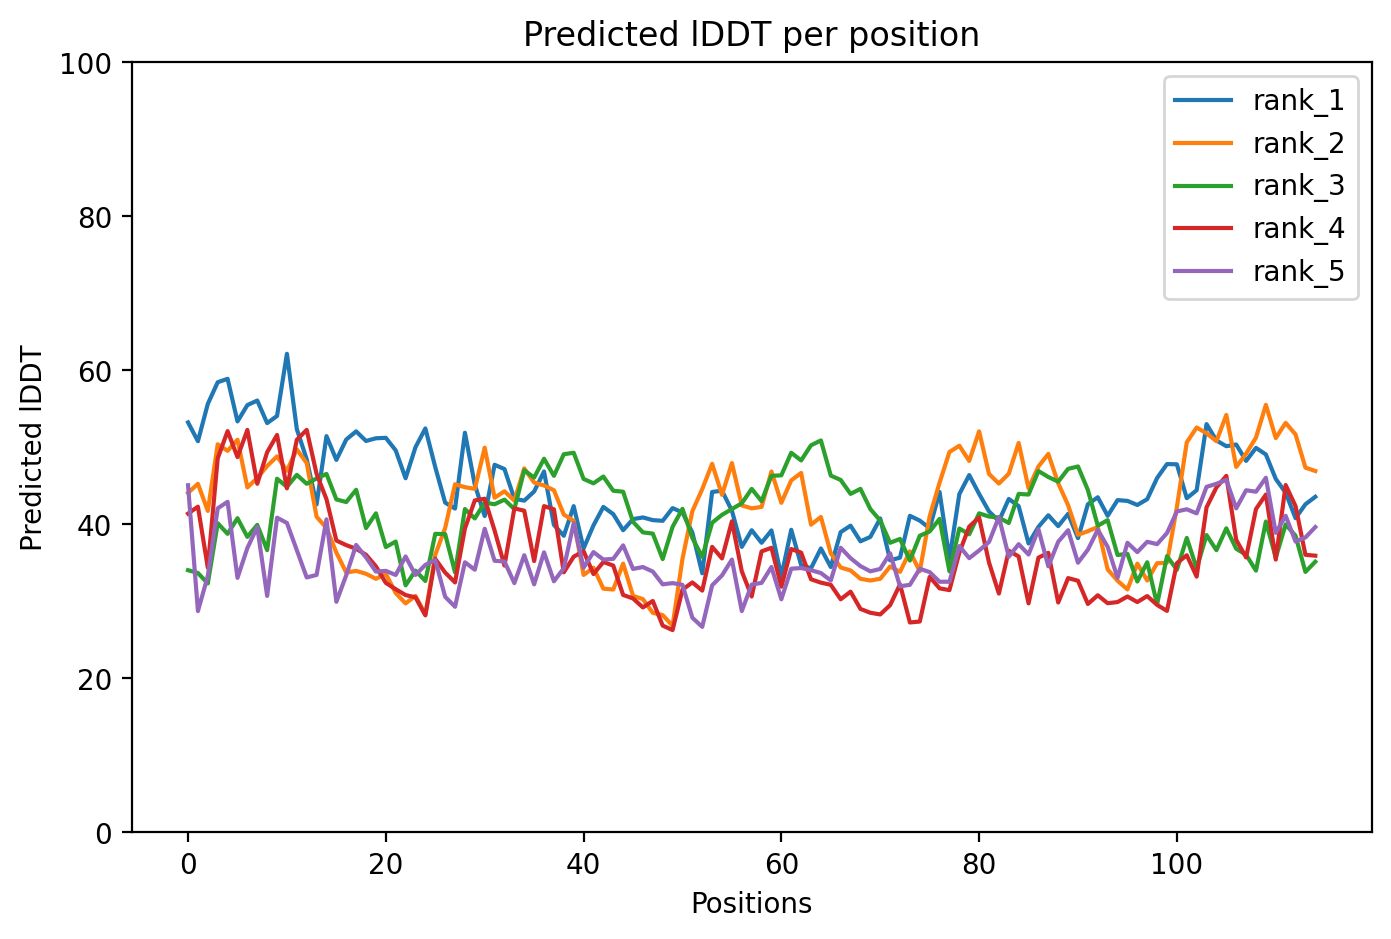 Predicted lDDT per position
100
80
60
40
20
0
Predicted lDDT
rank_1
rank_2
rank_3
rank_4
rank_5
0 20 40 60 80 100
Positions